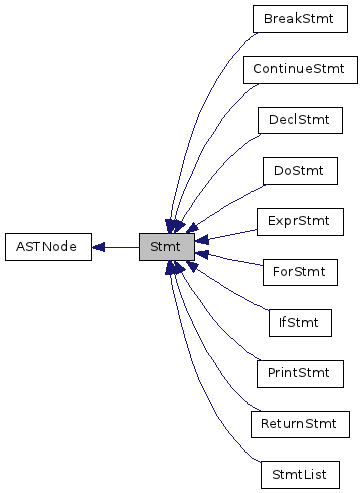 BreakStmt
ContinueStmt
DeclStmt
DoStmt
ASTNode
Stmt
ExprStmt
ForStmt
IfStmt
PrintStmt
ReturnStmt
StmtList